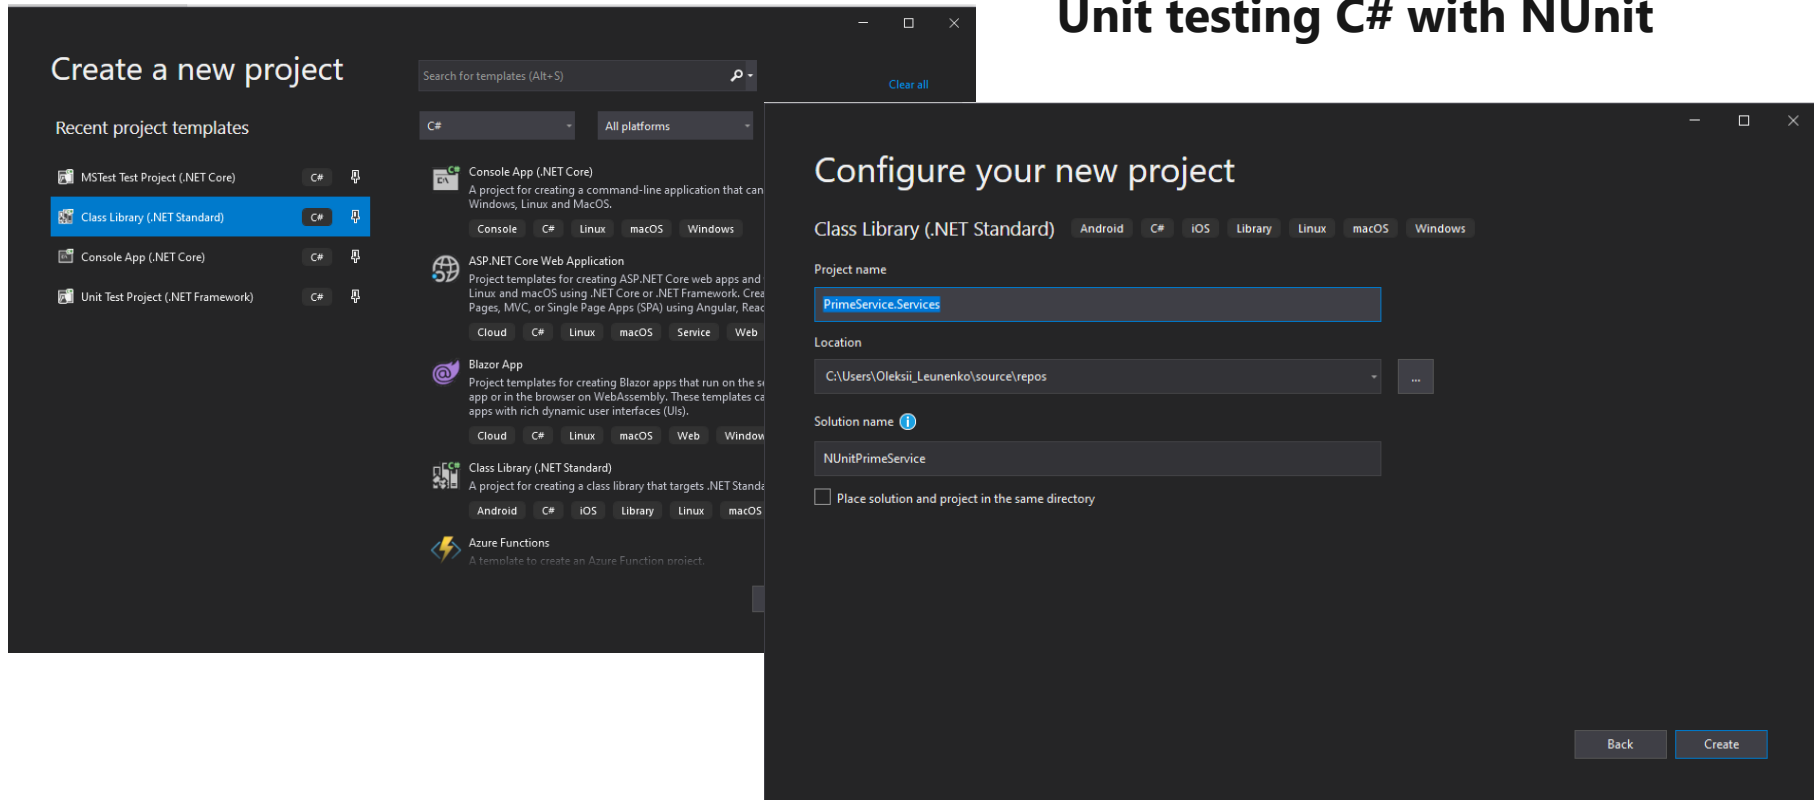 Unit testing C# with NUnit
Create a new project
Search for templates (Alt+S)
Clear all
Recent project templates
C#
All platforms
MSTest Test Project (.NET Core)
C#
Class Library (.NET Standard)
C#
Console App (.NET Core)
C#
Unit Test Project (.NET Framework)
C#
Console App (.NET Core)
A project for creating a command-line application that can
Windows, Linux and MacOS.
Console C# Linux macOS Windows
ASP.NET Core Web Application
Project templates for creating ASP.NET Core web apps and
Linux and macOS using .NET Core or .NET Framework. Crea
Pages, MVC, or Single Page Apps (SPA) using Angular, Reac
Cloud C# Linux macOS Service Web
Blazor App
Project templates for creating Blazor apps that run on the se
app or in the browser on WebAssembly. These templates ca
apps with rich dynamic user interfaces (UIs).
Cloud C# Linux macOS Web Window
Class Library (.NET Standard)
A project for creating a class library that targets .NET Standa
Android C# iOS Library Linux macOS
Azure Functions
A template to create an Azure Function project.
Configure your new project
Class Library (.NET Standard) Android C# iOS Library Linux macOS Windows
Project name
PrimeService.Services
Location
C:\Users\Oleksii_Leunenko\source\repos
...
Solution name
NUnitPrimeService
Place solution and project in the same directory
Back
Create